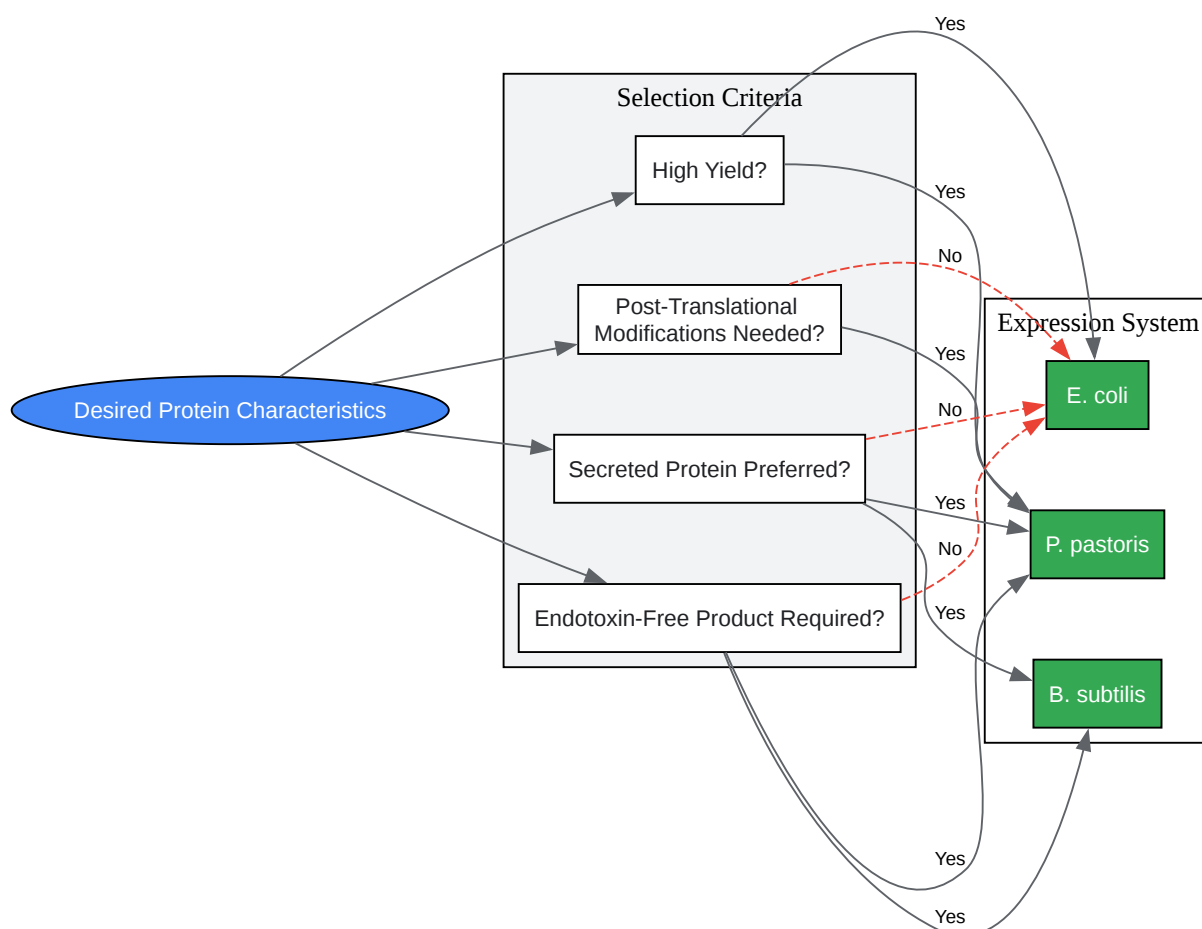 Yes
Selection Criteria
High Yield?
Yes
No
Post-Translational
Modifications Needed?
Expression System
Yes
E. coli
Desired Protein Characteristics
No
Secreted Protein Preferred?
Yes
P. pastoris
No
Endotoxin-Free Product Required?
Yes
B. subtilis
Yes
Yes